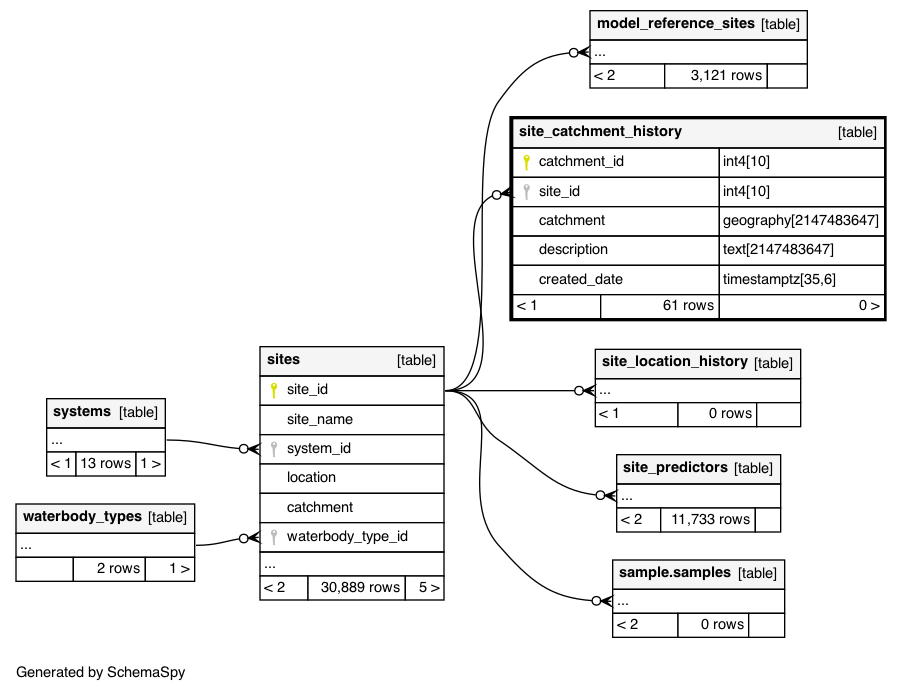 model_reference_sites [table]
...
< 2 3,121 rows
site_catchment_history [table]
catchment_id int4[10]
site_id int4[10]
catchment geography[2147483647]
description text[2147483647]
created_date timestamptz[35,6]
< 1 61 rows 0 >
sites [table]
site_id
site_name
system_id
location
catchment
waterbody_type_id
...
< 2 30,889 rows 5 >
site_location_history [table]
...
< 1 0 rows
systems [table]
...
< 1 13 rows 1 >
site_predictors [table]
...
< 2 11,733 rows
waterbody_types [table]
...
2 rows 1 >
sample.samples [table]
...
< 2 0 rows
Generated by SchemaSpy